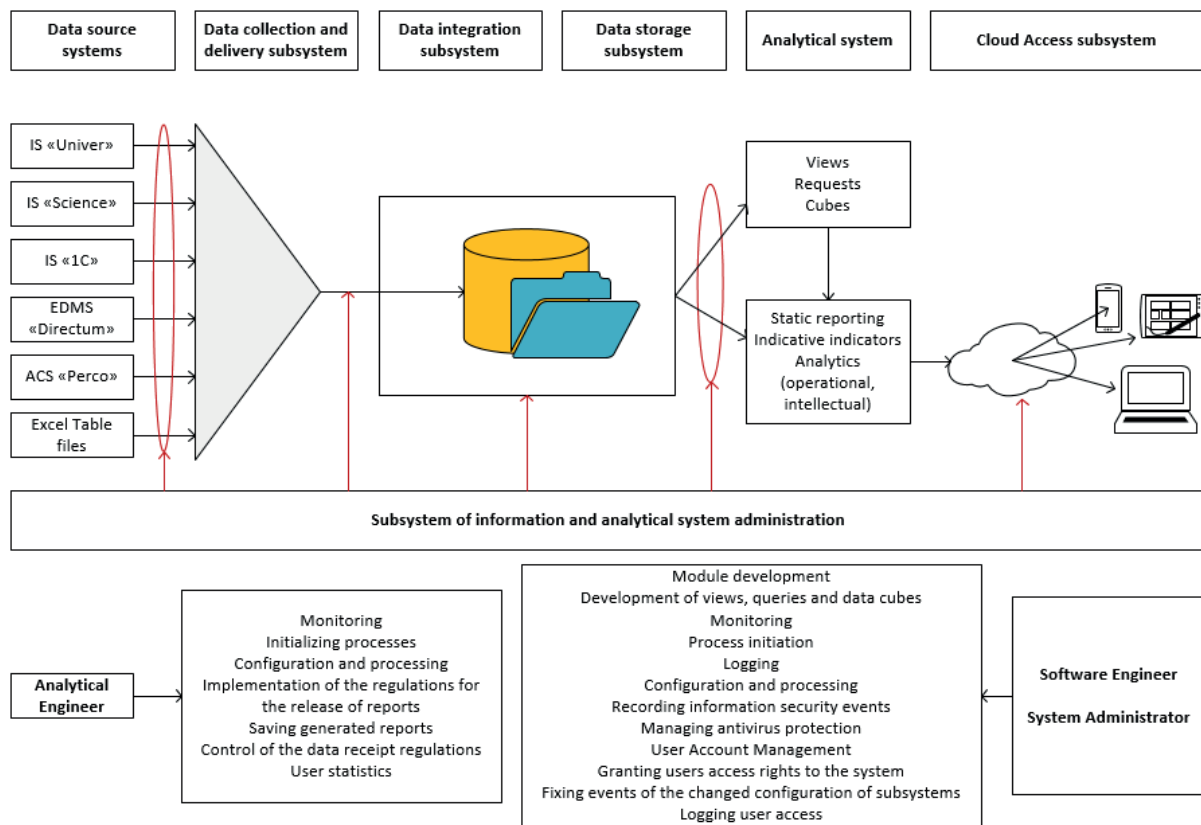 Data source
systems
Data collection and
delivery subsystem
Data integration
subsystem
Data storage
subsystem
Analytical system
Cloud Access subsystem
IS «Univer»
IS «Science»
IS «1C»
EDMS
«Directum»
ACS «Perco»
Excel Table
files
Views
Requests
Cubes
Static reporting
Indicative indicators
Analytics
(operational,
intellectual)
Subsystem of information and analytical system administration
Analytical
Engineer
Monitoring
Initializing processes
Configuration and processing
Implementation of the regulations for
the release of reports
Saving generated reports
Control of the data receipt regulations
User statistics
Module development
Development of views, queries and data cubes
Monitoring
Process initiation
Logging
Configuration and processing
Recording information security events
Managing antivirus protection
User Account Management
Granting users access rights to the system
Fixing events of the changed configuration of subsystems
Logging user access
Software Engineer
System Administrator